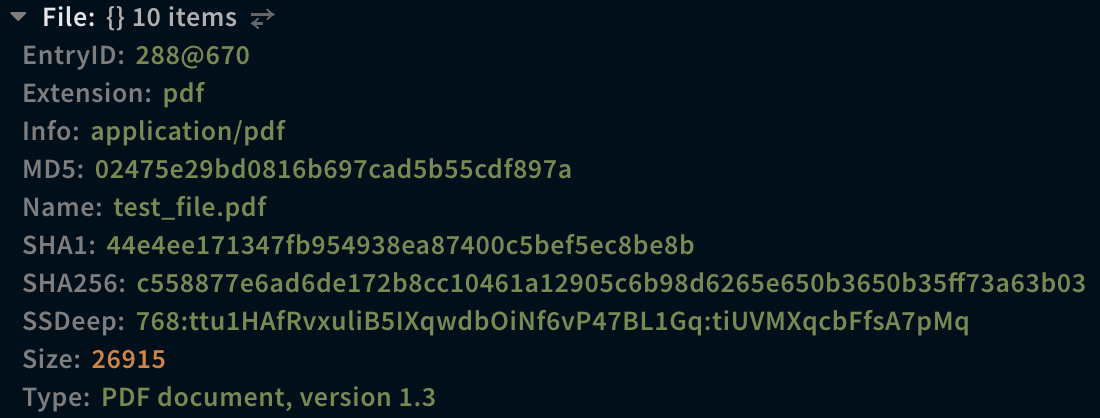 File: {} 10 items
EntryID: 288@670
Extension: pdf
Info: application/pdf
MD5: 02475e29bd0816b697cad5b55cdf897a
Name: test_file.pdf
SHA1: 44e4ee171347fb954938ea87400c5bef5ec8be8b
SHA256: c558877e6ad6de172b8cc10461a12905c6b98d6265e650b3650b35ff73a63b03
SSDeep: 768:ttu1HAfRvxuliB5IXqwdbOiNf6vP47BL1Gq:tiUVMXqcbFfsA7pMq
Size: 26915
Type: PDF document, version 1.3